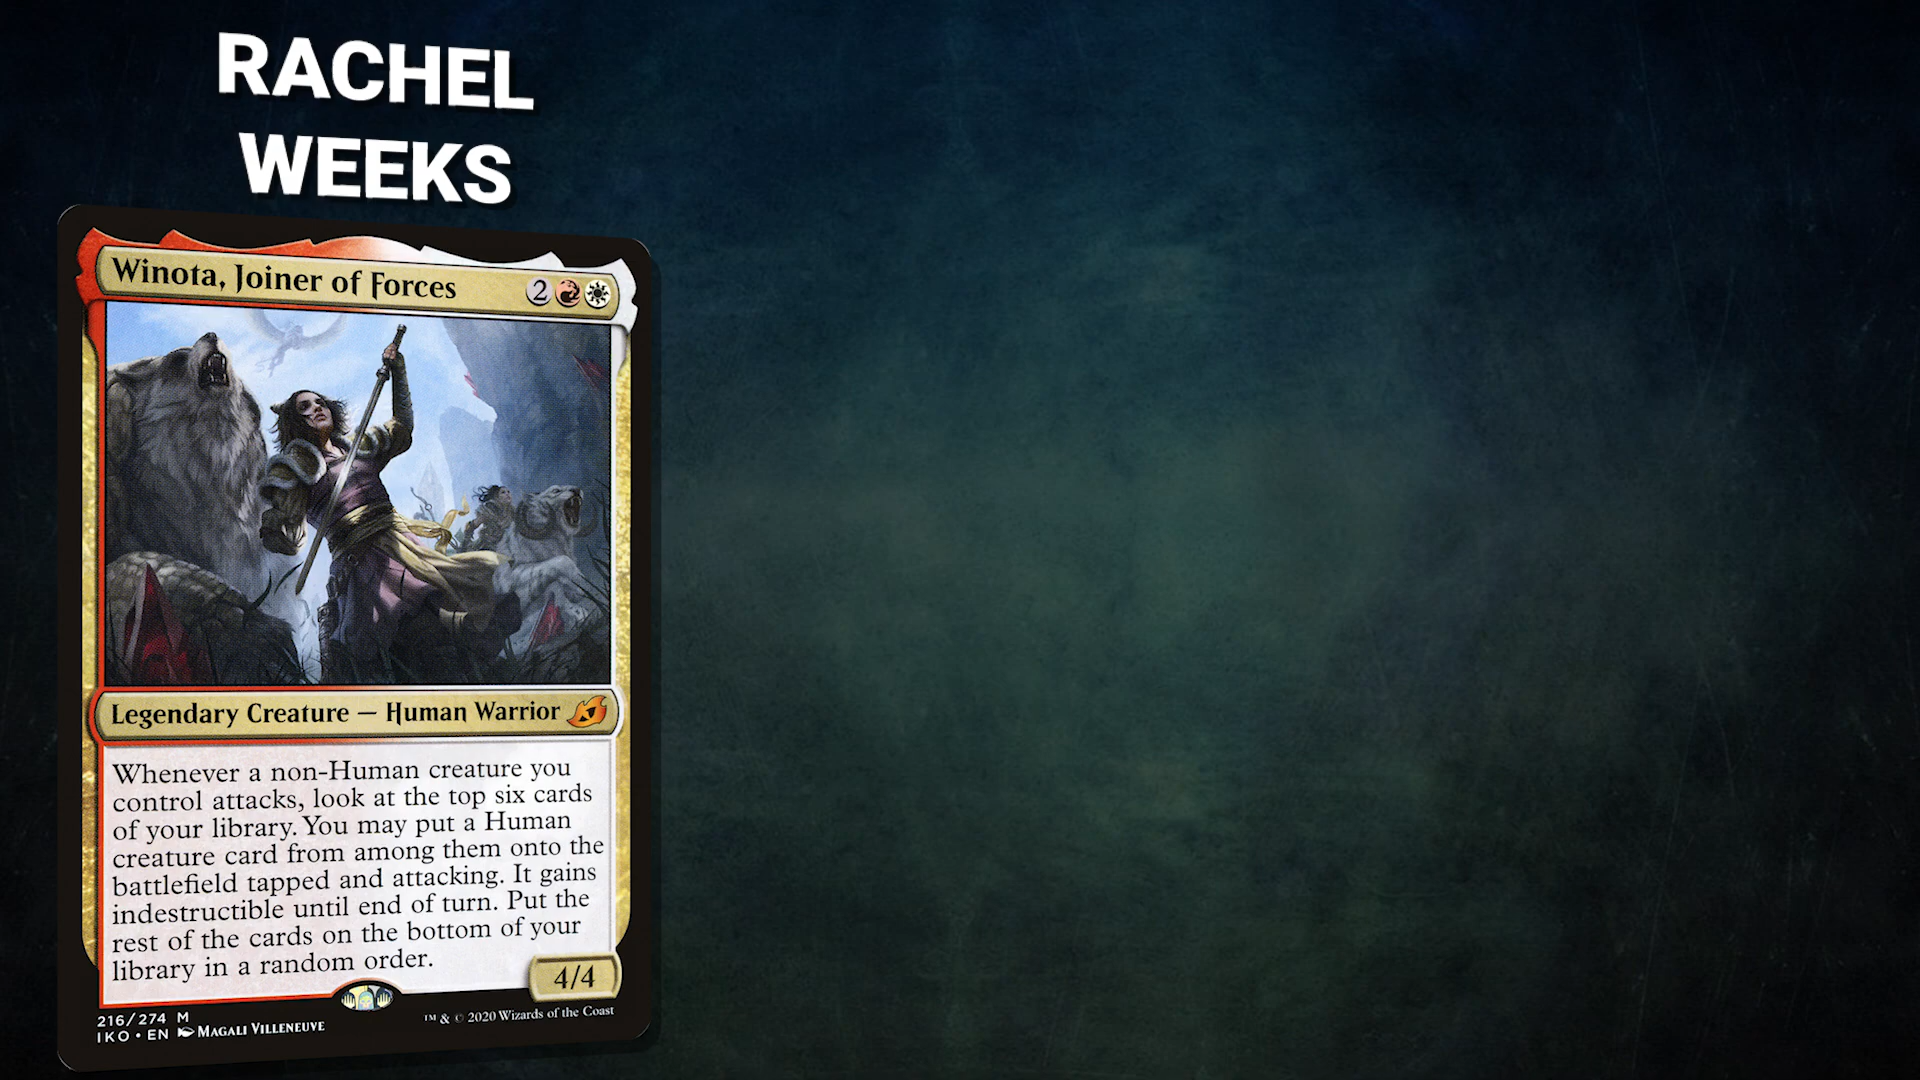 RACHEL
WEEKS
Winota, Joiner of Forces 2
Legendary Creature — Human Warrior
Whenever a non-Human creature you
control attacks, look at the top six cards
of your library. You may put a Human
creature card from among them onto the
battlefield tapped and attacking. It gains
indestructible until end of turn. Put the
rest of the cards on the bottom of your
library in a random order.
4/4
216/274 M
IKO • EN MAGALI VILLENEUVE
™ & © 2020 Wizards of the Coast